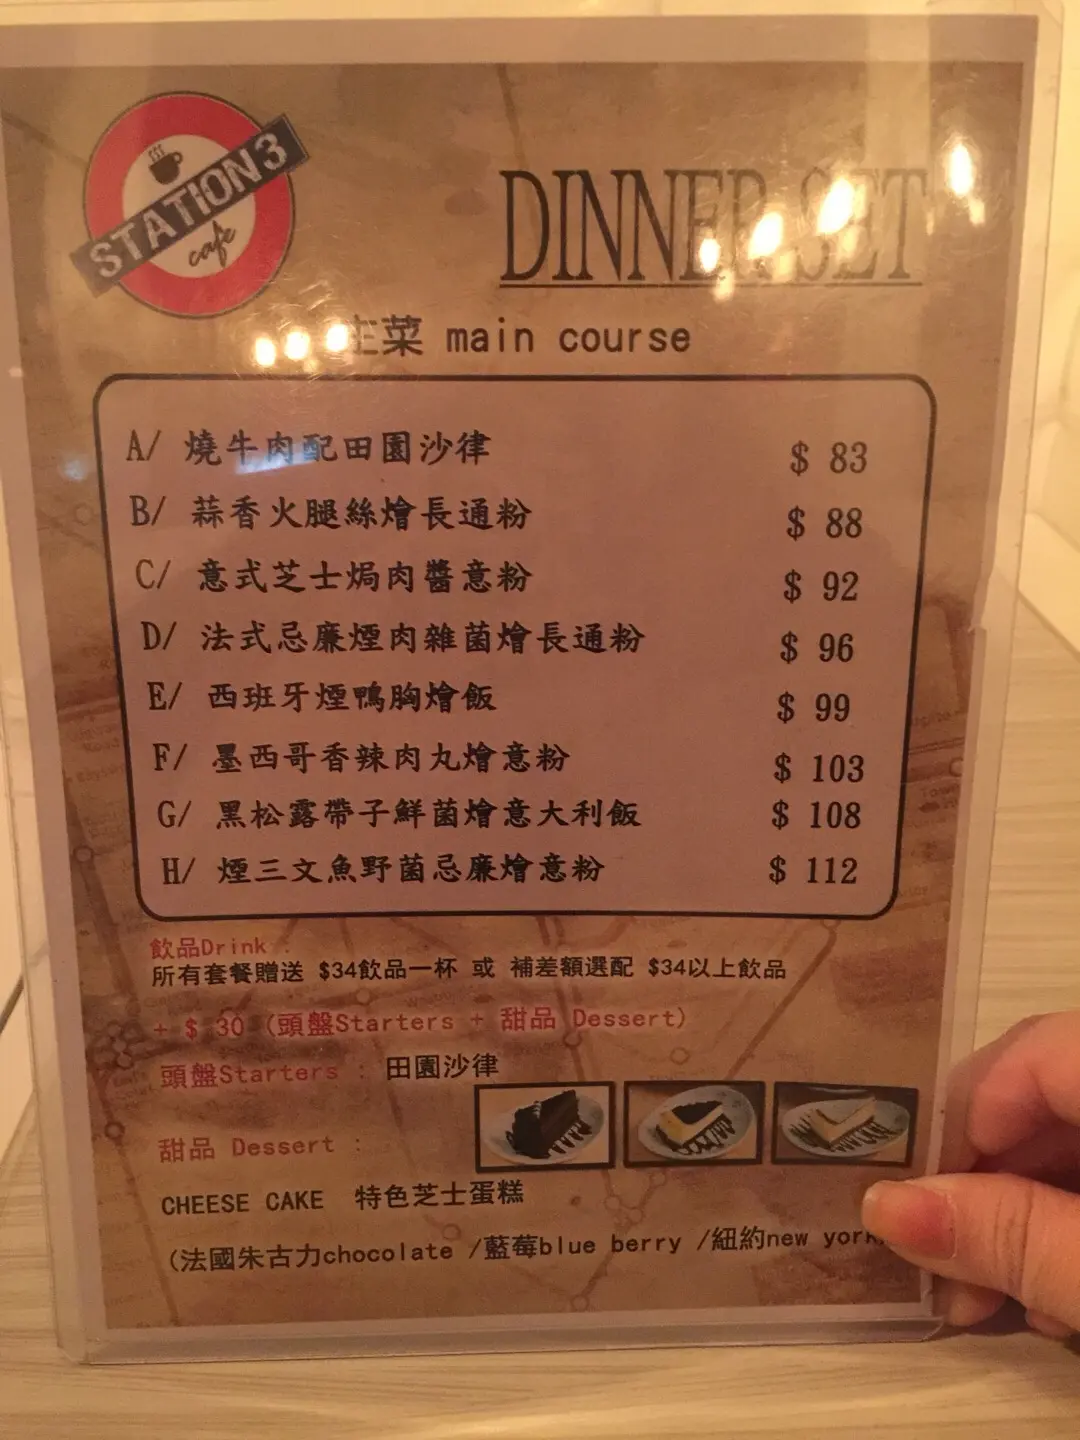 STATION3
cafe
DINNER SET
主菜 main course
A/ 燒牛肉配田園沙律 $ 83
B/ 蒜香火腿絲燴長通粉 $ 88
C/ 意式芝士焗肉醬意粉 $ 92
D/ 法式忌廉煙肉雜菌燴長通粉 $ 96
E/ 西班牙煙鴨胸燴飯 $ 99
F/ 墨西哥香辣肉丸燴意粉 $ 103
G/ 黑松露帶子鮮菌燴意大利飯 $ 108
H/ 煙三文魚野菌忌廉燴意粉 $ 112
飲品Drink :
所有套餐贈送 $34飲品一杯 或 補差額選配 $34以上飲品
+ $ 30 (頭盤Starters + 甜品 Dessert)
頭盤Starters : 田園沙律
甜品 Dessert :
CHEESE CAKE 特色芝士蛋糕
(法國朱古力chocolate /藍莓blue berry /紐約new york